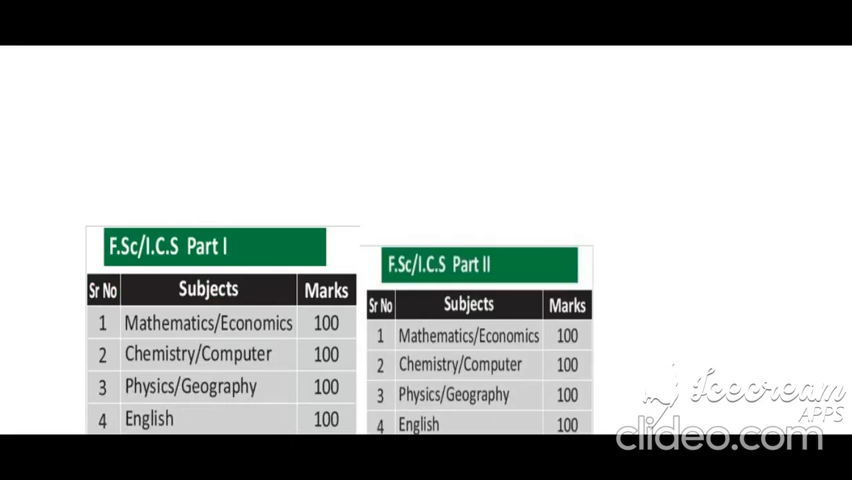 F.Sc/I.C.S Part I
Sr No Subjects Marks
1 Mathematics/Economics 100
2 Chemistry/Computer 100
3 Physics/Geography 100
4 English 100
F.Sc/I.C.S Part II
Sr No Subjects Marks
1 Mathematics/Economics 100
2 Chemistry/Computer 100
3 Physics/Geography 100
4 English 100
Icecream
APPS
clideo.com